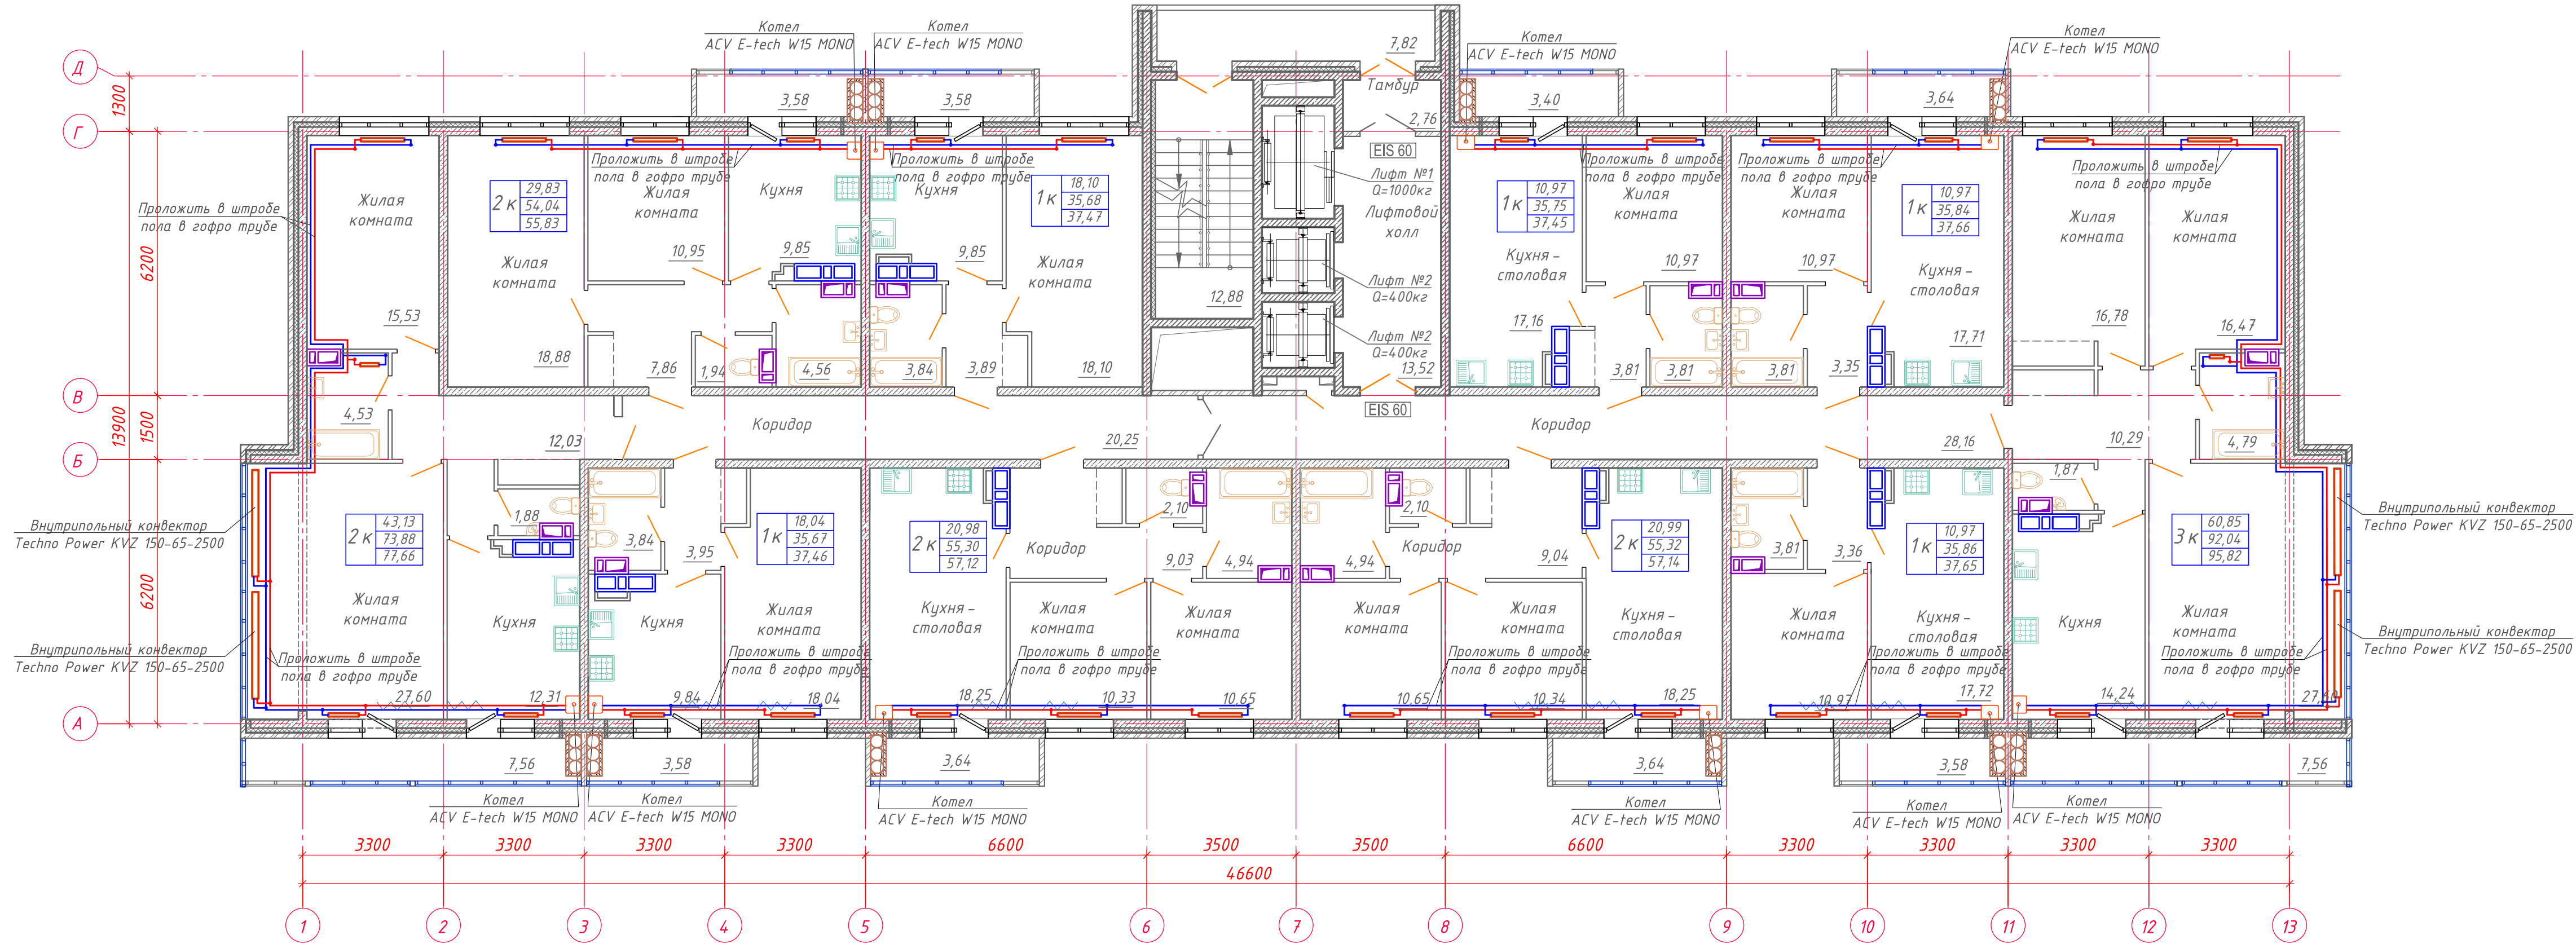 Котел
ACV E-tech W15 MONO
Котел
ACV E-tech W15 MONO
7,82
Котел
ACV E-tech W15 MONO
Котел
ACV E-tech W15 MONO
Д
Г
В
Б
А
1300
6200
1500
6200
13900
3,58
3,58
Тамбур
3,40
3,64
2,76
EIS 60
Проложить в штробе
пола в гофро трубе
Проложить в штробе
пола в гофро трубе
Проложить в штробе
пола в гофро трубе
Проложить в штробе
пола в гофро трубе
Проложить в штробе
пола в гофро трубе
Проложить в штробе
пола в гофро трубе
Жилая
комната
15,53
2к
29,83
54,04
55,83
Жилая
комната
18,88
Жилая
комната
10,95
Кухня
9,85
Кухня
9,85
1к
18,10
35,68
37,47
Жилая
комната
18,10
12,88
Лифт №1
Q=1000кг
Лифтовой
холл
Лифт №2
Q=400кг
Лифт №2
Q=400кг
13,52
EIS 60
1к
10,97
35,75
37,45
Кухня -
столовая
17,16
Жилая
комната
10,97
Жилая
комната
10,97
1к
10,97
35,84
37,66
Кухня -
столовая
17,71
Жилая
комната
16,78
Жилая
комната
16,47
7,86
1,94
4,56
3,84
3,89
3,81
3,81
3,81
3,35
4,53
12,03
Коридор
20,25
Коридор
28,16
10,29
4,79
Внутрипольный конвектор
Techno Power KVZ 150-65-2500
Внутрипольный конвектор
Techno Power KVZ 150-65-2500
2к
43,13
73,88
77,66
Жилая
комната
27,60
1,88
Кухня
12,31
3,84
3,95
Кухня
9,84
1к
18,04
35,67
37,46
Жилая
комната
18,04
2к
20,98
55,30
57,12
Коридор
2,10
9,03
4,94
Кухня -
столовая
18,25
Жилая
комната
10,33
Жилая
комната
10,65
4,94
2,10
Коридор
9,04
Жилая
комната
10,65
Жилая
комната
10,34
2к
20,99
55,32
57,14
Кухня -
столовая
18,25
3,81
3,36
Жилая
комната
10,97
1к
10,97
35,86
37,65
Кухня -
столовая
17,72
1,87
Кухня
14,24
3к
60,85
92,04
95,82
Жилая
комната
27,60
Внутрипольный конвектор
Techno Power KVZ 150-65-2500
Внутрипольный конвектор
Techno Power KVZ 150-65-2500
Проложить в штробе
пола в гофро трубе
Проложить в штробе
пола в гофро трубе
Проложить в штробе
пола в гофро трубе
Проложить в штробе
пола в гофро трубе
Проложить в штробе
пола в гофро трубе
Проложить в штробе
пола в гофро трубе
7,56
3,58
3,64
3,64
3,58
7,56
Котел
ACV E-tech W15 MONO
Котел
ACV E-tech W15 MONO
Котел
ACV E-tech W15 MONO
Котел
ACV E-tech W15 MONO
Котел
ACV E-tech W15 MONO
Котел
ACV E-tech W15 MONO
3300 3300 3300 3300 6600 3500 3500 6600 3300 3300 3300 3300
46600
1 2 3 4 5 6 7 8 9 10 11 12 13